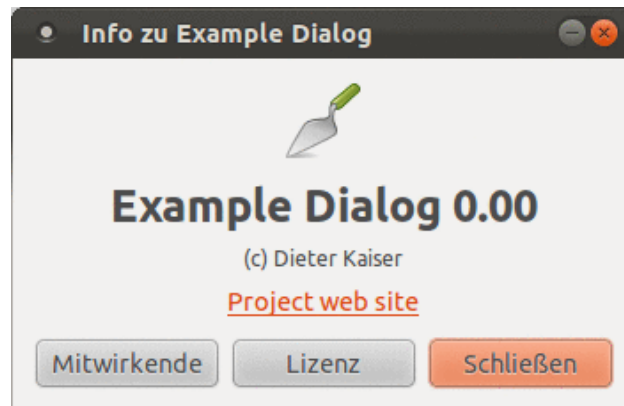 Info zu Example Dialog
Example Dialog 0.00
(c) Dieter Kaiser
Project web site
Mitwirkende Lizenz Schließen